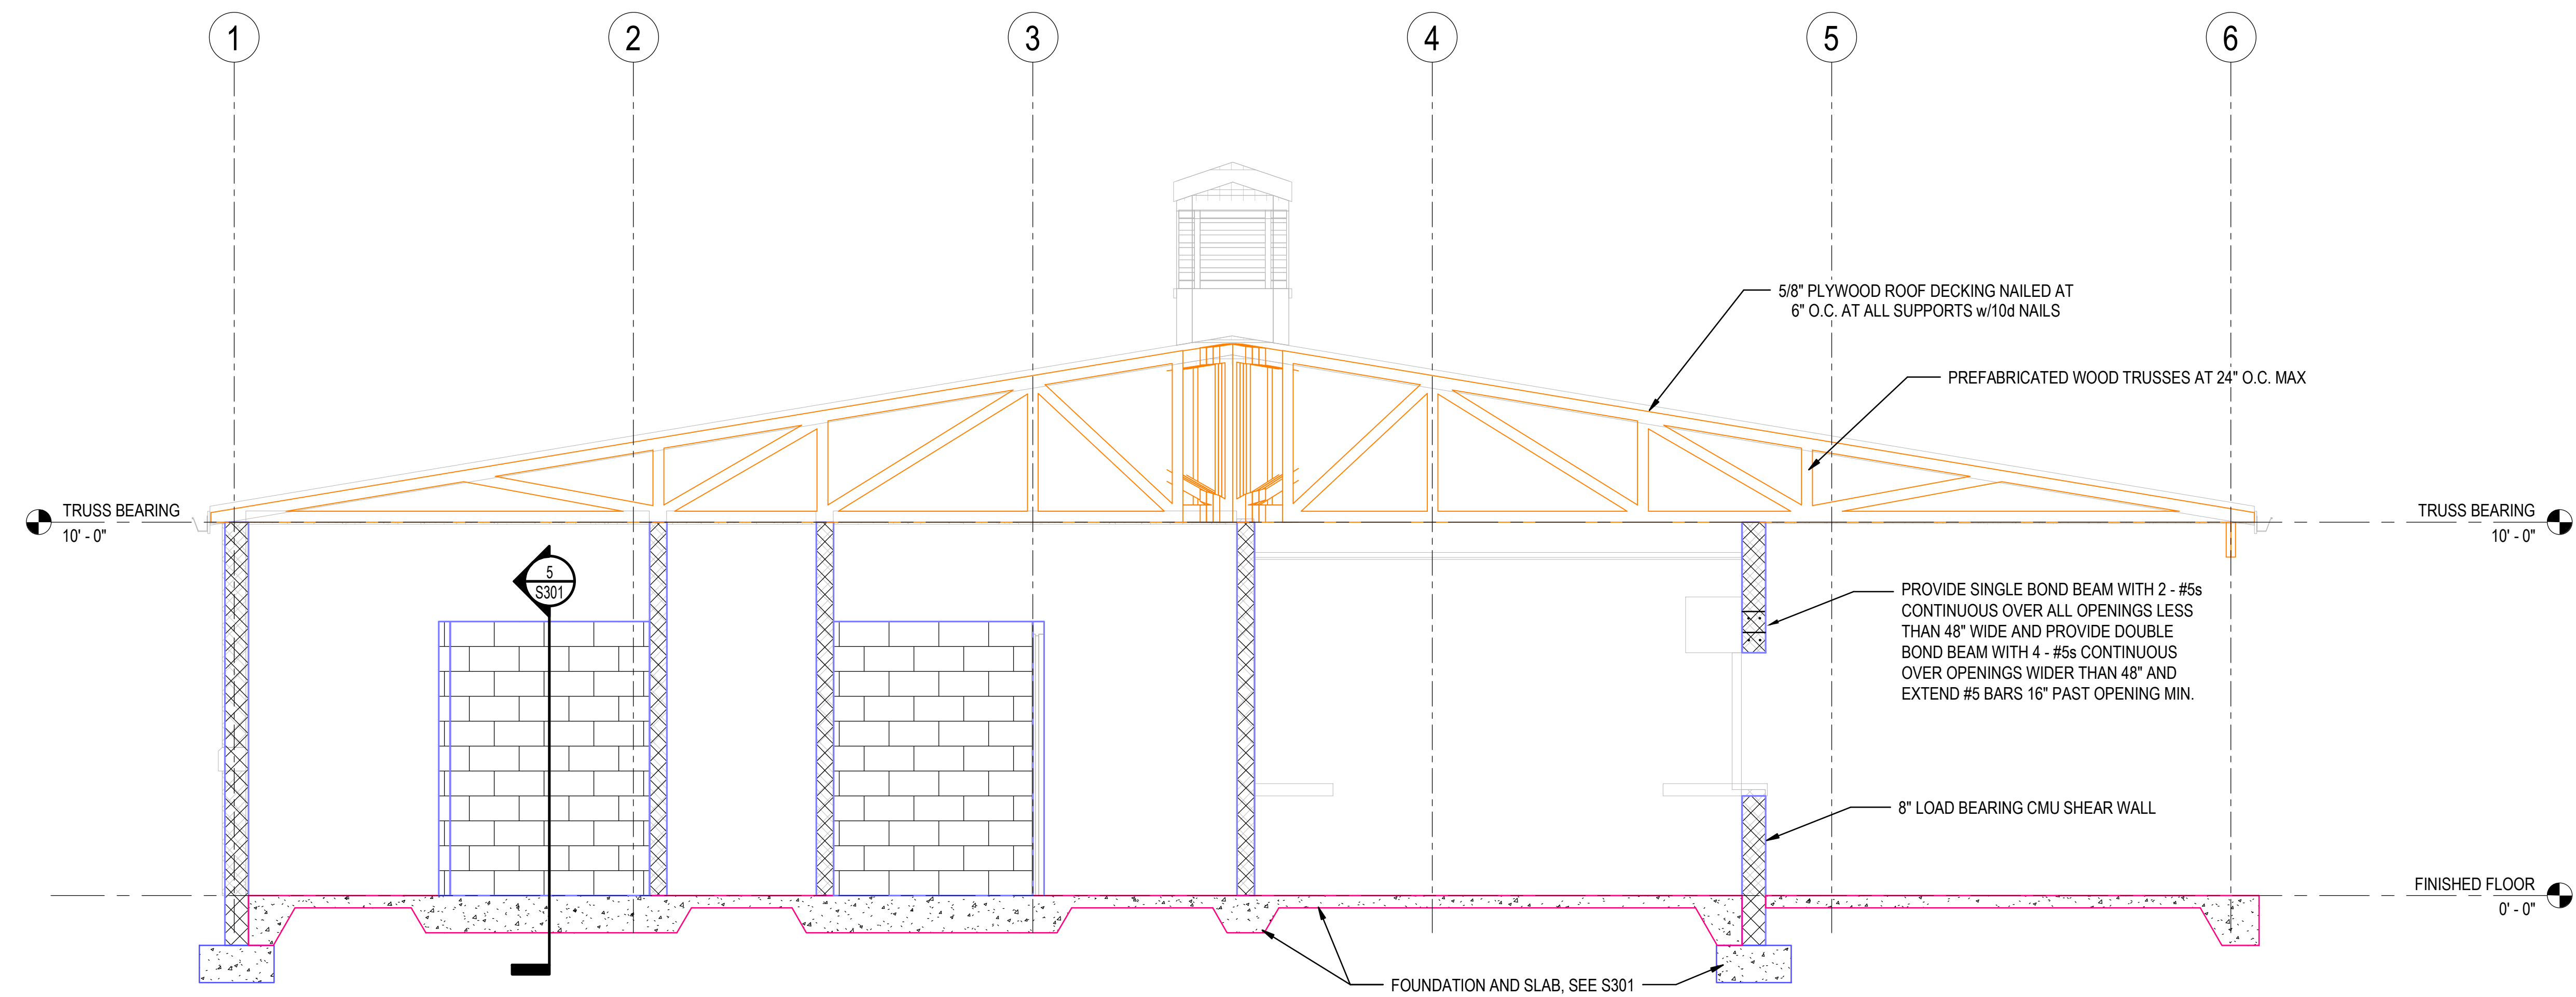 1
2
3
4
5
6
5/8" PLYWOOD ROOF DECKING NAILED AT
6" O.C. AT ALL SUPPORTS w/10d NAILS
PREFABRICATED WOOD TRUSSES AT 24" O.C. MAX
TRUSS BEARING
10' - 0"
TRUSS BEARING
10' - 0"
5
S301
PROVIDE SINGLE BOND BEAM WITH 2 - #5s
CONTINUOUS OVER ALL OPENINGS LESS
THAN 48" WIDE AND PROVIDE DOUBLE
BOND BEAM WITH 4 - #5s CONTINUOUS
OVER OPENINGS WIDER THAN 48" AND
EXTEND #5 BARS 16" PAST OPENING MIN.
8" LOAD BEARING CMU SHEAR WALL
FINISHED FLOOR
0' - 0"
FOUNDATION AND SLAB, SEE S301